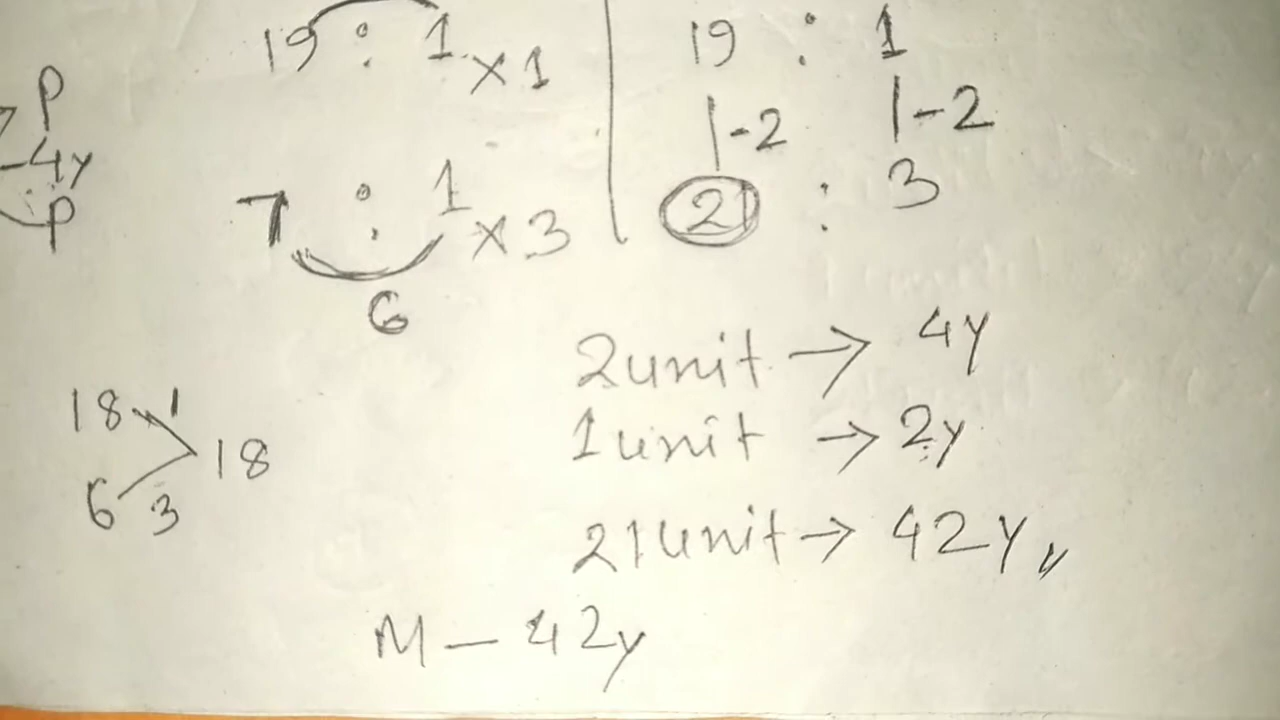 19 : 1 ×1
P
-4y
P
7 : 1 ×3
6
18 1
18
6 3
19 : 1
|-2 |-2
21 : 3
2unit → 4y
1unit → 2y
21unit → 42y,,
M - 42y